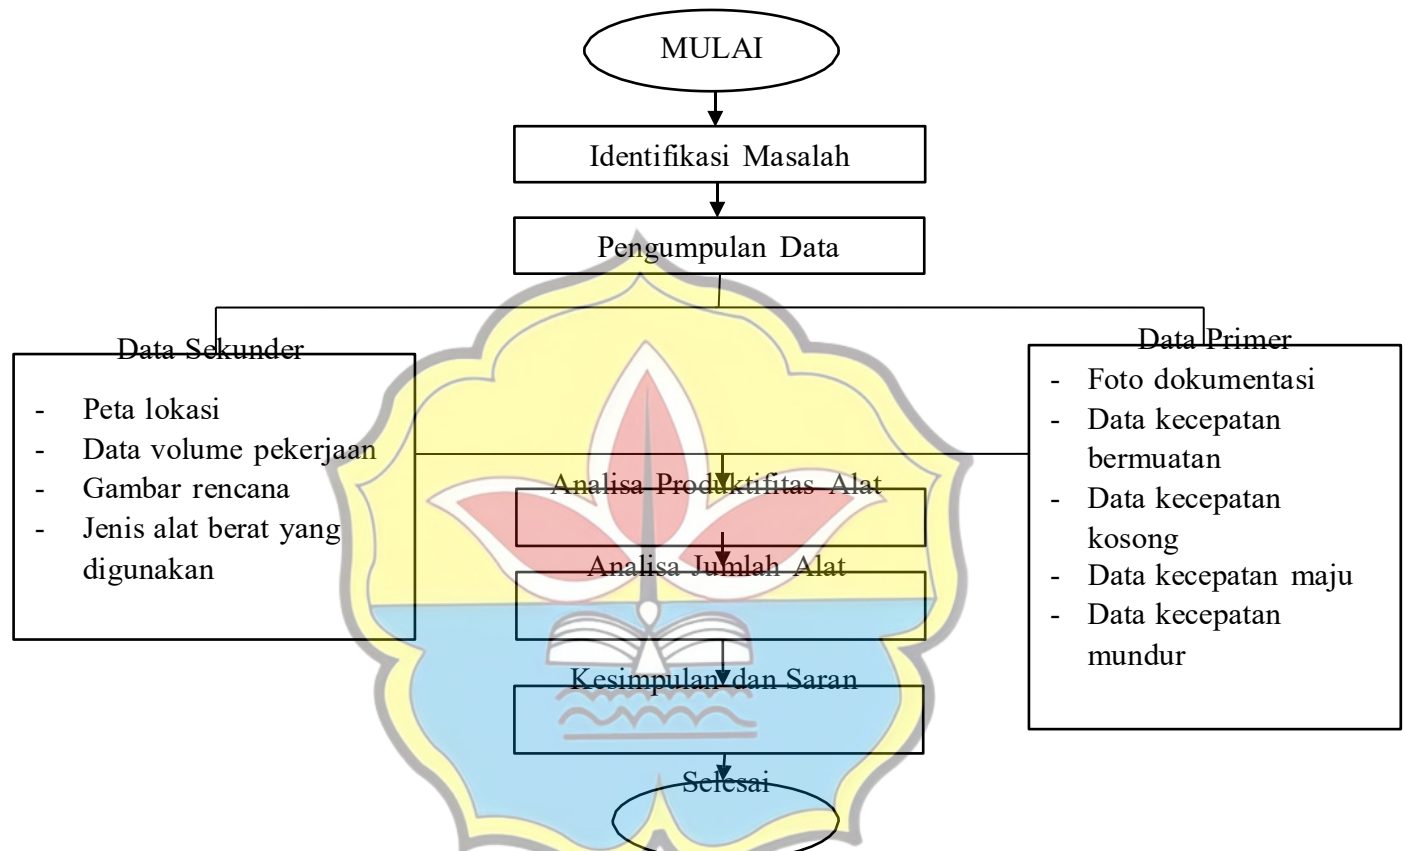 MULAI
Identifikasi Masalah
Pengumpulan Data
Data Sekunder
- Peta lokasi
- Data volume pekerjaan
- Gambar rencana
- Jenis alat berat yang
digunakan
Data Primer
- Foto dokumentasi
- Data kecepatan
bermuatan
- Data kecepatan
kosong
- Data kecepatan maju
- Data kecepatan
mundur
Analisa Produktifitas Alat
Analisa Jumlah Alat
Kesimpulan dan Saran
Selesai